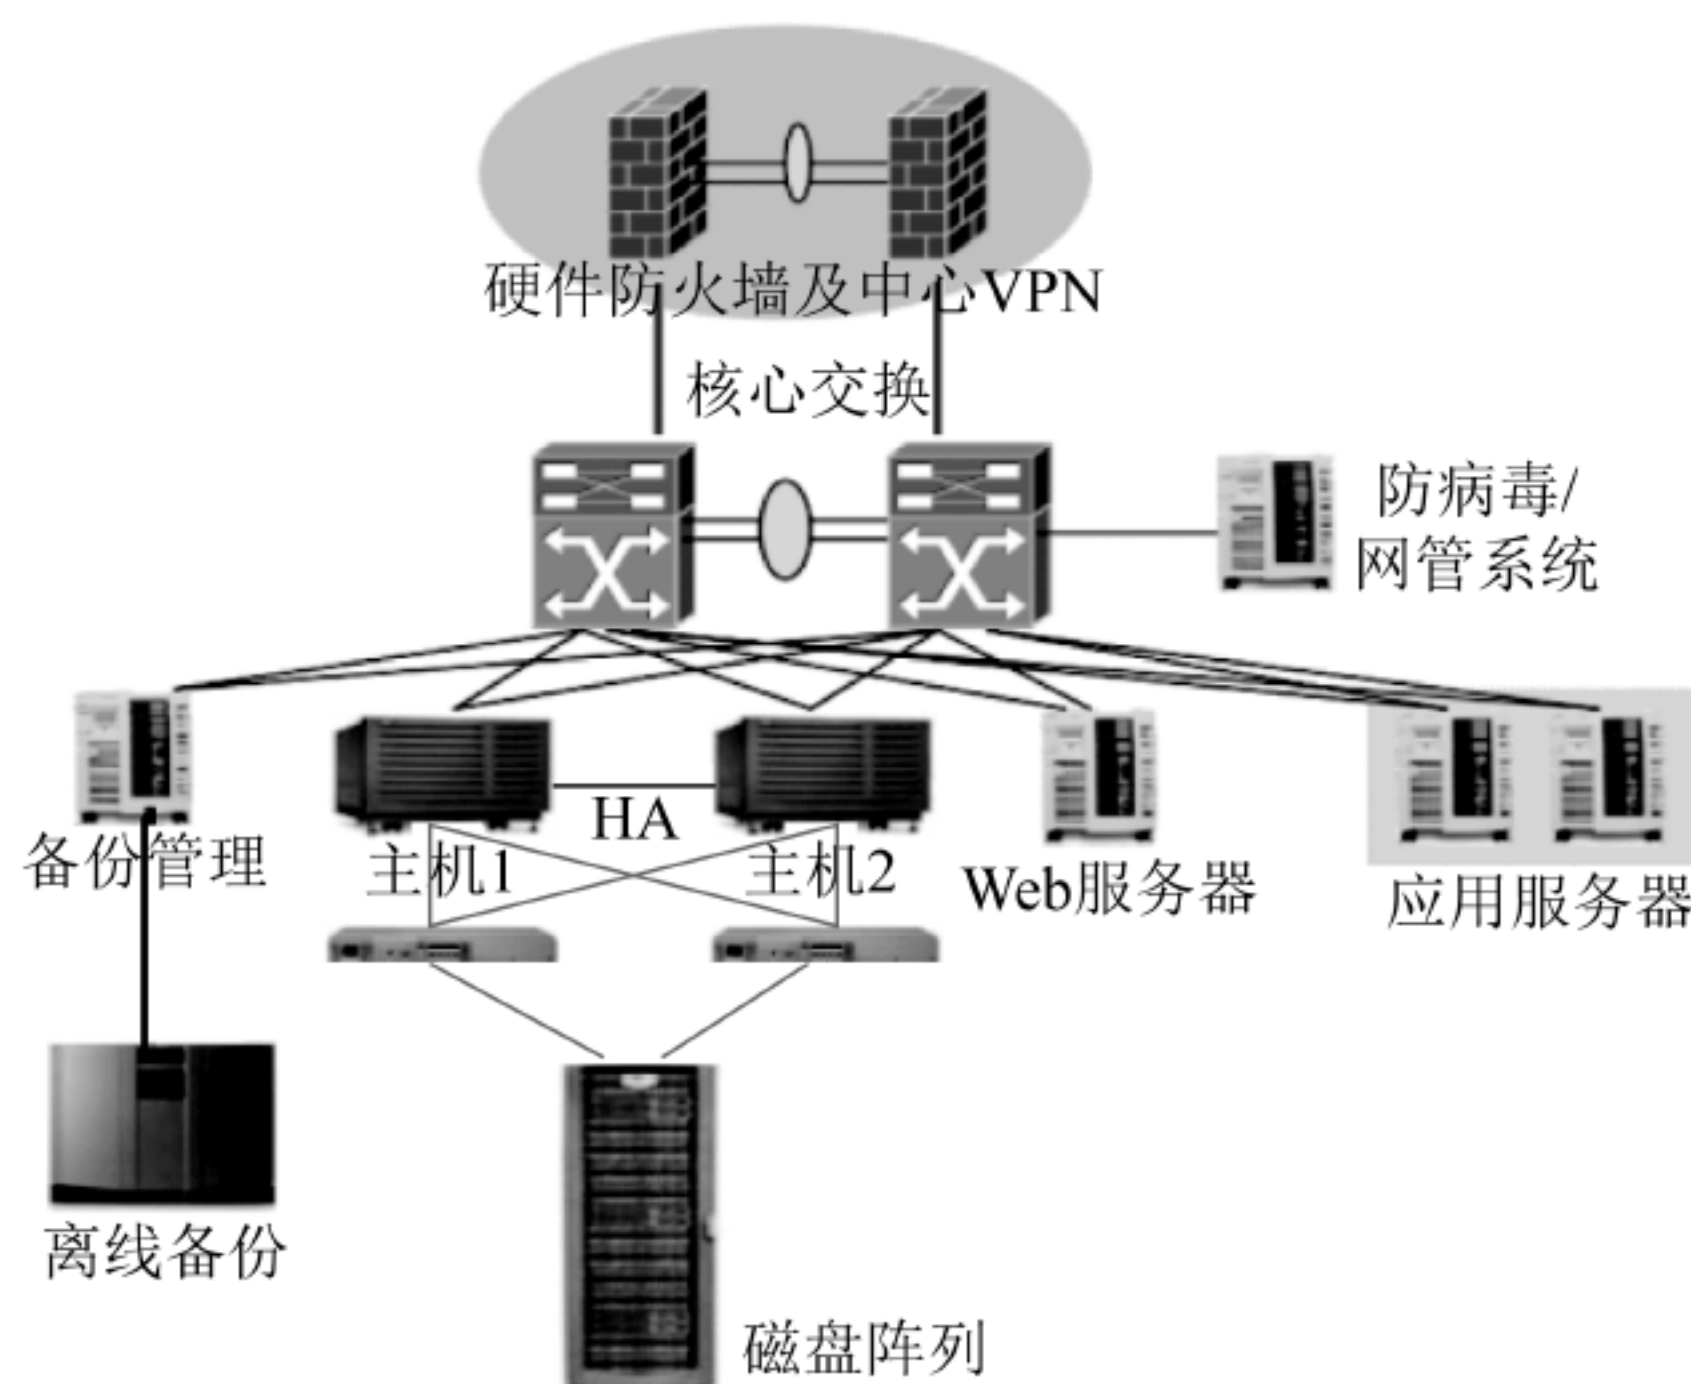 硬件防火墙及中心VPN
核心交换
防病毒/
网管系统
HA
备份管理
主机1
主机2
Web服务器
应用服务器
离线备份
磁盘阵列